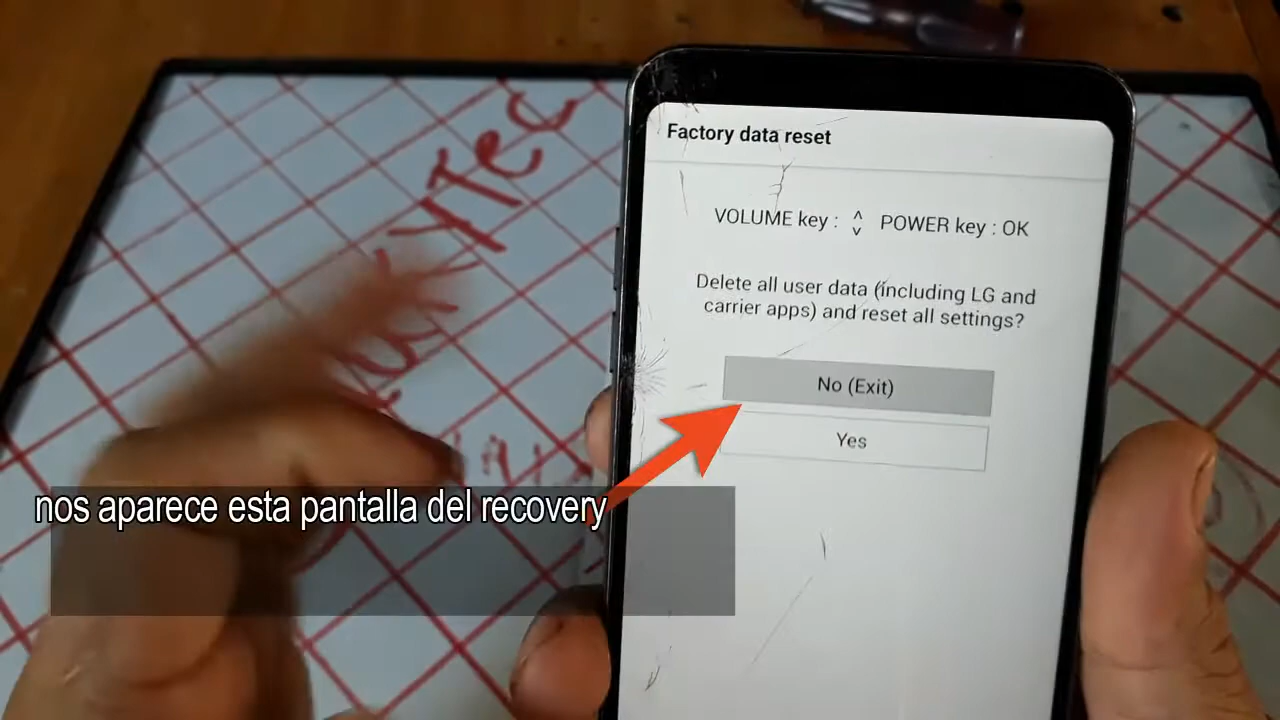 Factory data reset
VOLUME key : ^ v POWER key : OK
Delete all user data (including LG and
carrier apps) and reset all settings?
No (Exit)
Yes
nos aparece esta pantalla del recovery